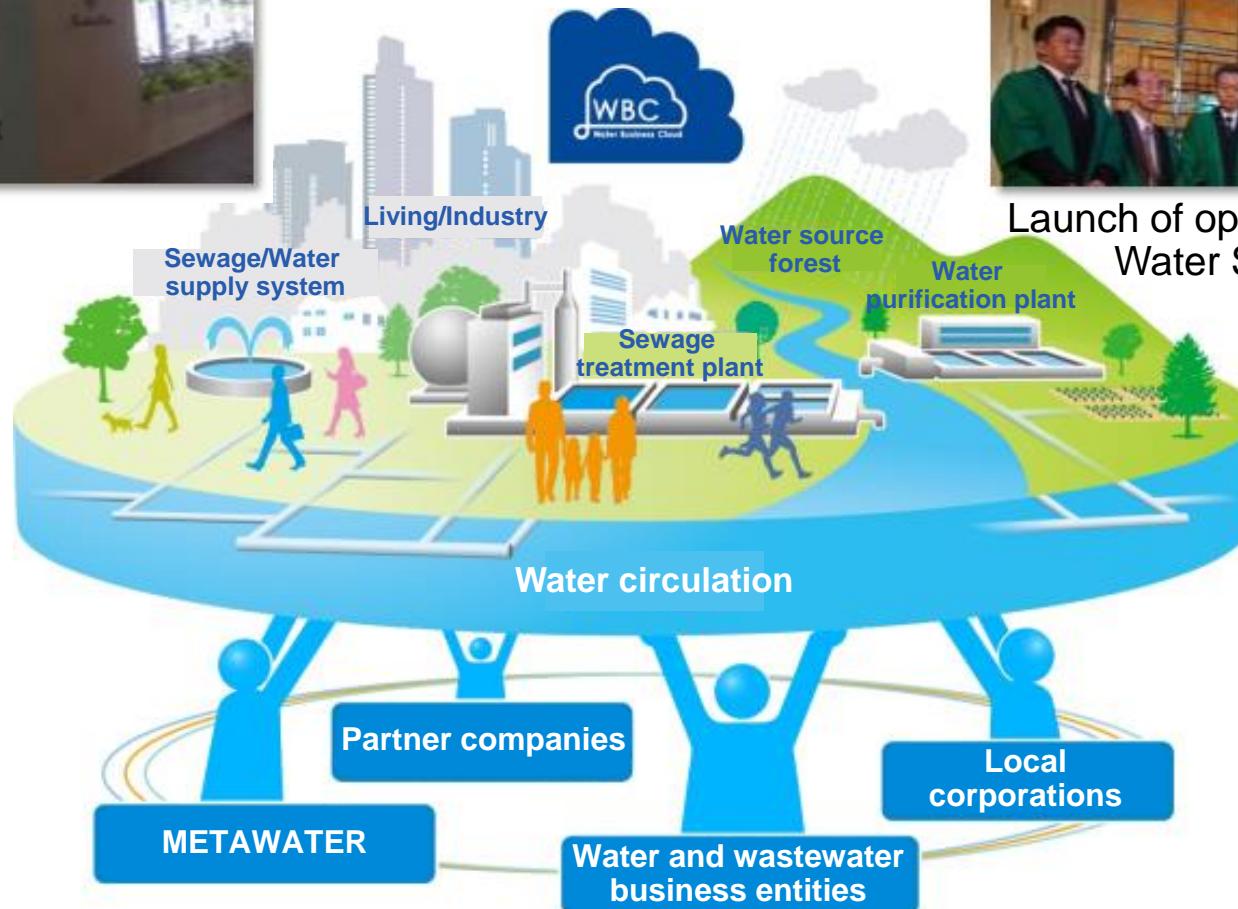 WBC
Water Business Cloud
Living/Industry
Sewage/Water
supply system
Water source
forest
Launch of op
Water S
Water
purification plant
Sewage
treatment plant
Water circulation
Partner companies
Local
corporations
METAWATER
Water and wastewater
business entities